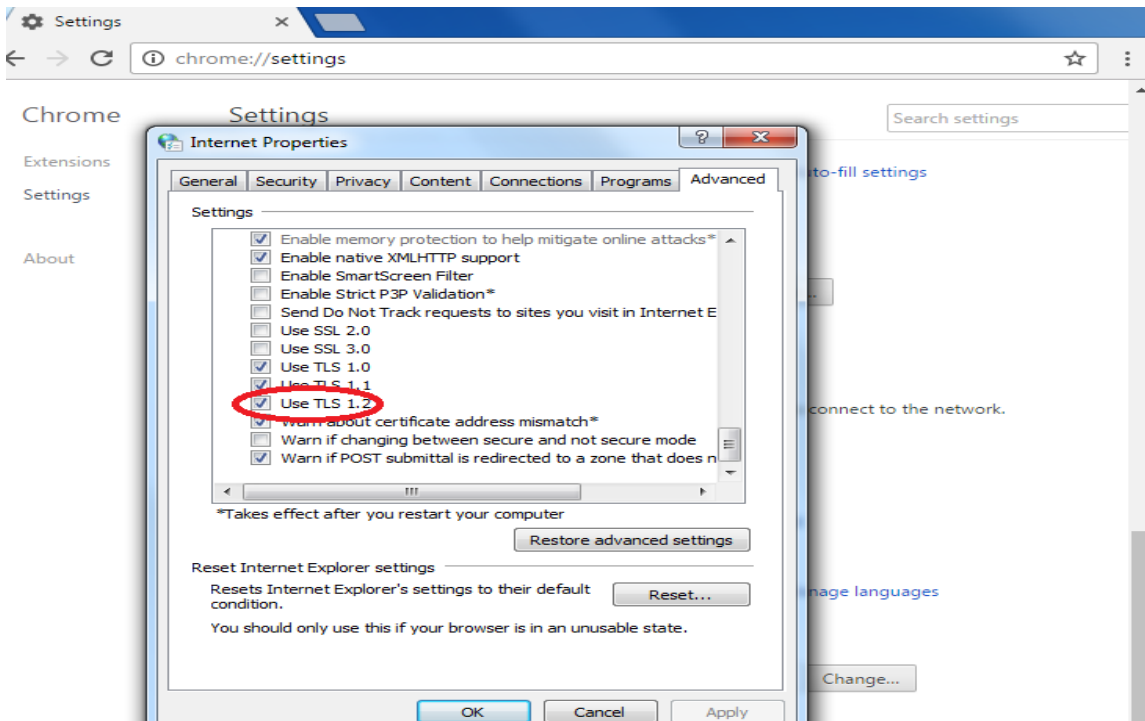 Settings
chrome://settings
Chrome
Settings
Search settings
Extensions
Settings
About
Internet Properties
General Security Privacy Content Connections Programs Advanced
Settings
Enable memory protection to help mitigate online attacks*
Enable native XMLHTTP support
Enable SmartScreen Filter
Enable Strict P3P Validation*
Send Do Not Track requests to sites you visit in Internet E
Use SSL 2.0
Use SSL 3.0
Use TLS 1.0
Use TLS 1.1
Use TLS 1.2
Warn about certificate address mismatch*
Warn if changing between secure and not secure mode
Warn if POST submittal is redirected to a zone that does n
*Takes effect after you restart your computer
Restore advanced settings
Reset Internet Explorer settings
Resets Internet Explorer's settings to their default
condition.
Reset...
You should only use this if your browser is in an unusable state.
OK Cancel Apply
to-fill settings
connect to the network.
nage languages
Change...